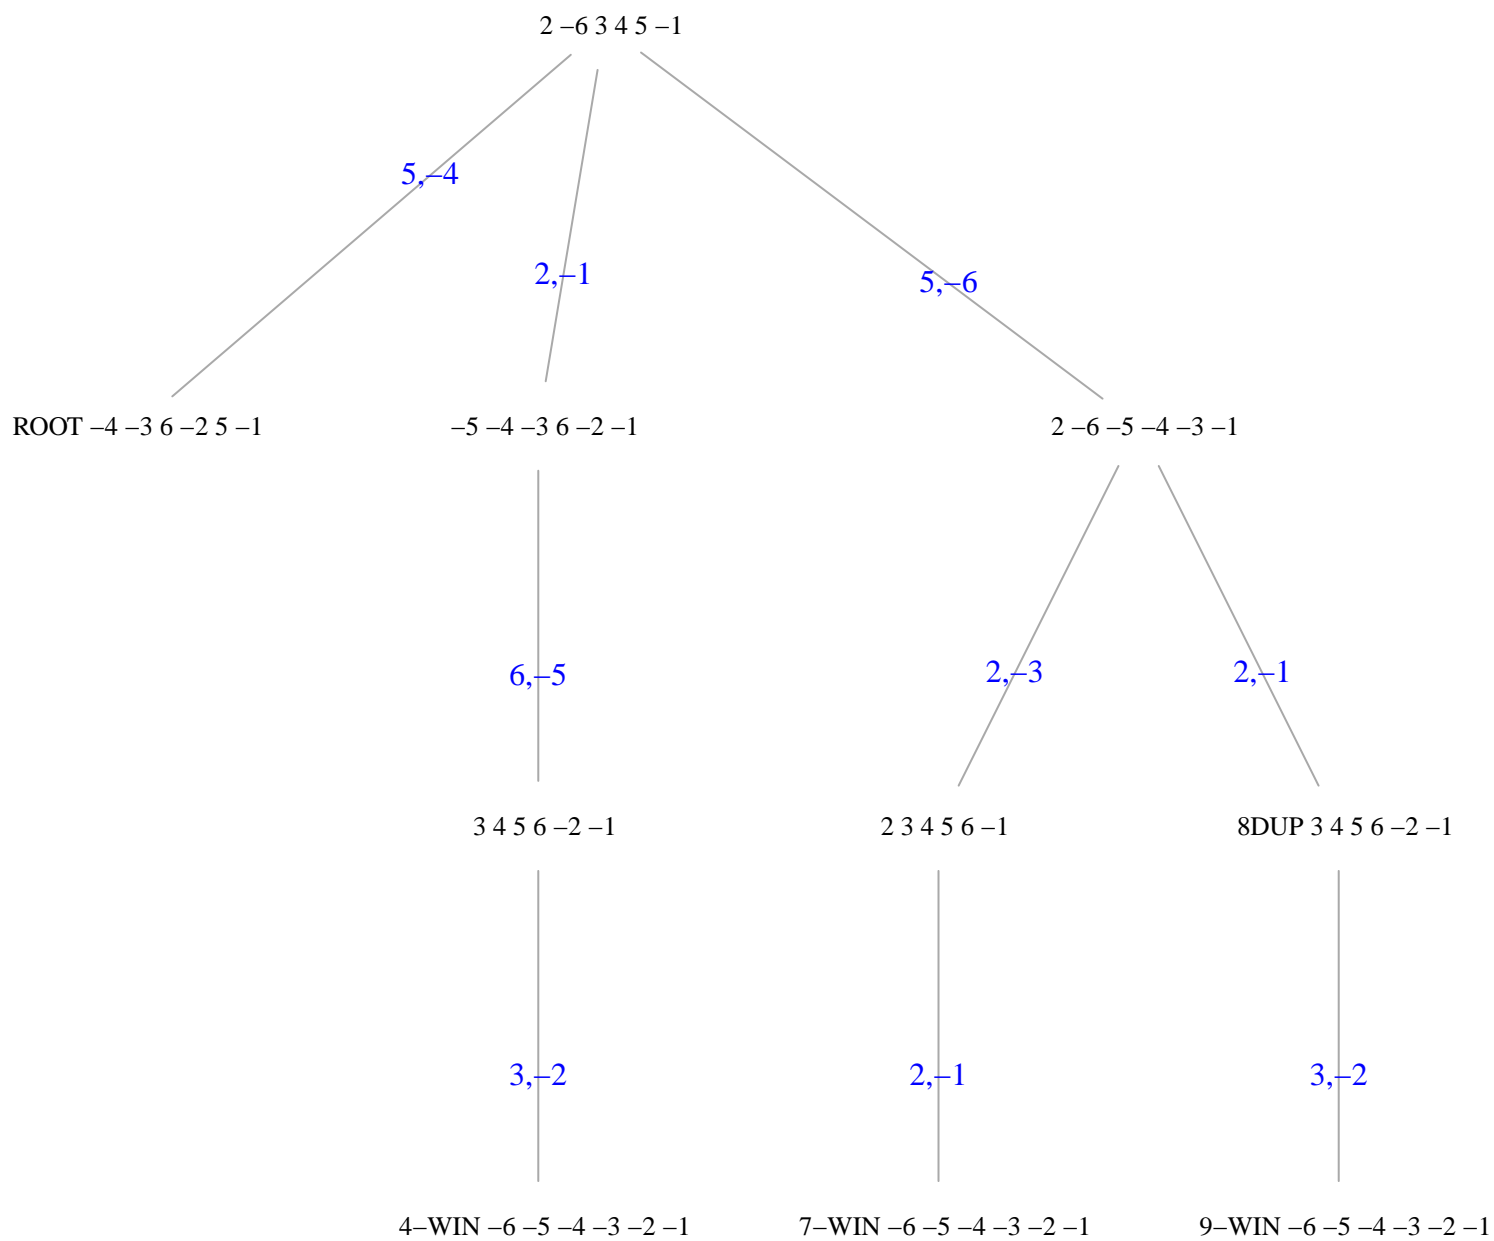 2 –6 3 4 5 –1
5,–4
2,–1
5,–6
ROOT –4 –3 6 –2 5 –1
–5 –4 –3 6 –2 –1
2 –6 –5 –4 –3 –1
6,–5
2,–3
2,–1
3 4 5 6 –2 –1
2 3 4 5 6 –1
8DUP 3 4 5 6 –2 –1
3,–2
2,–1
3,–2
4–WIN –6 –5 –4 –3 –2 –1
7–WIN –6 –5 –4 –3 –2 –1
9–WIN –6 –5 –4 –3 –2 –1